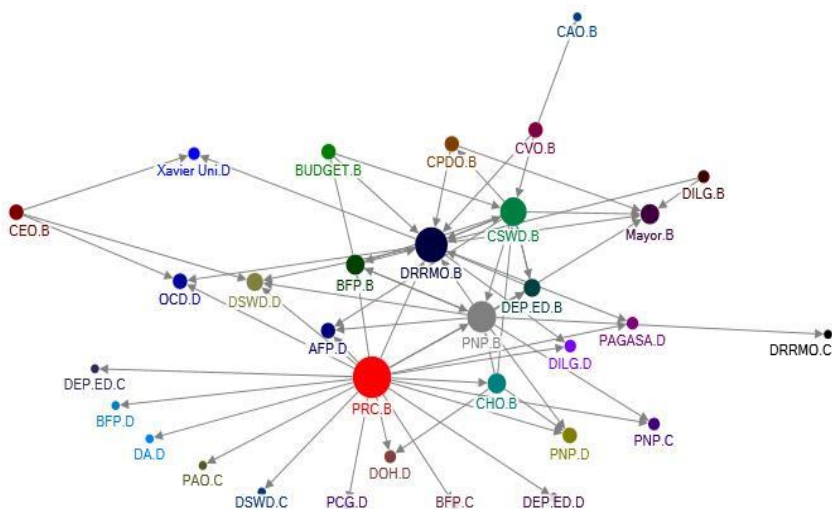 CAO.B
CVO.B
CPDO.B
BUDGET.B
Xavier Uni.D
DILG.B
CEO.B
CSWD.B
Mayor.B
DRRMO.B
BFP.B
OCD.D
DSWD.D
DEP.ED.B
PNP.B
AFP.D
PAGASA.D
DRRMO.C
DILG.D
DEP.ED.C
PRC.B
CHO.B
BFP.D
DA.D
PNP.C
PNP.D
DOH.D
PAO.C
DSWD.C
PCG.D
BFP.C
DEP.ED.D